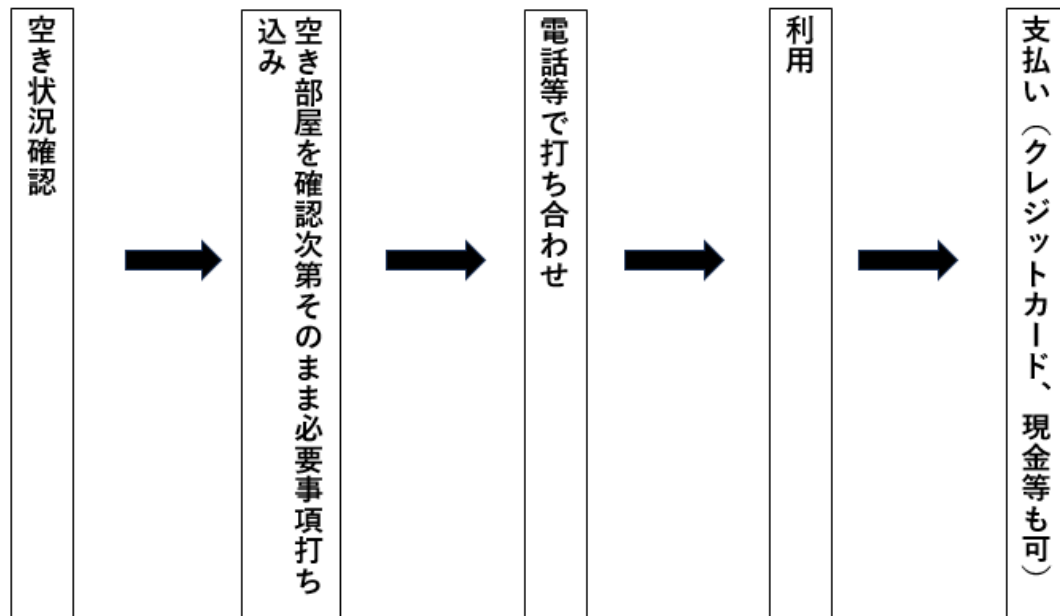 空き状況確認
空き部屋を確認次第そのまま必要事項打ち
込み
電話等で打ち合わせ
利用
支払い（クレジットカード、現金等も可）